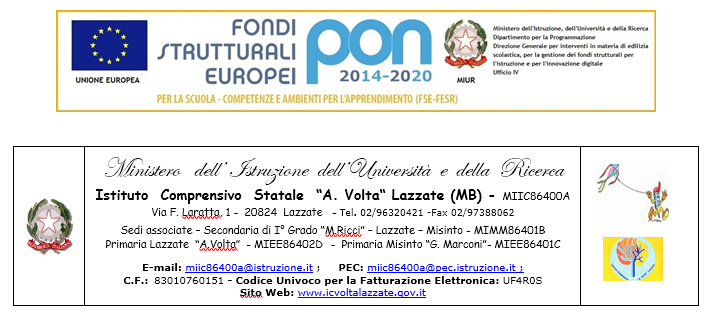 FONDI
STRUTTURALI
EUROPEI
pon
2014-2020
UNIONE EUROPEA
MIUR
Ministero dell'Istruzione, dell'Università e della Ricerca
Dipartimento per la Programmazione
Direzione Generale per interventi in materia di edilizia
scolastica, per la gestione dei fondi strutturali per
l'istruzione e per l'innovazione digitale
Ufficio IV
PER LA SCUOLA - COMPETENZE E AMBIENTI PER L'APPRENDIMENTO (FSE-FESR)
Ministero dell'Istruzione dell'Università e della Ricerca
Istituto Comprensivo Statale "A. Volta" Lazzate (MB) - MIIC86400A
Via F. Laratta, 1 - 20824 Lazzate - Tel. 02/96320421 -Fax 02/97388062
Sedi associate – Secondaria di I° Grado "M.Ricci" – Lazzate - Misinto - MIMM86401B
Primaria Lazzate "A.Volta" - MIEE86402D - Primaria Misinto "G. Marconi"- MIEE86401C
E-mail: miic86400a@istruzione.it ; PEC: miic86400a@pec.istruzione.it ;
C.F.: 83010760151 – Codice Univoco per la Fatturazione Elettronica: UF4R0S
Sito Web: www.icvoltalazzate.gov.it